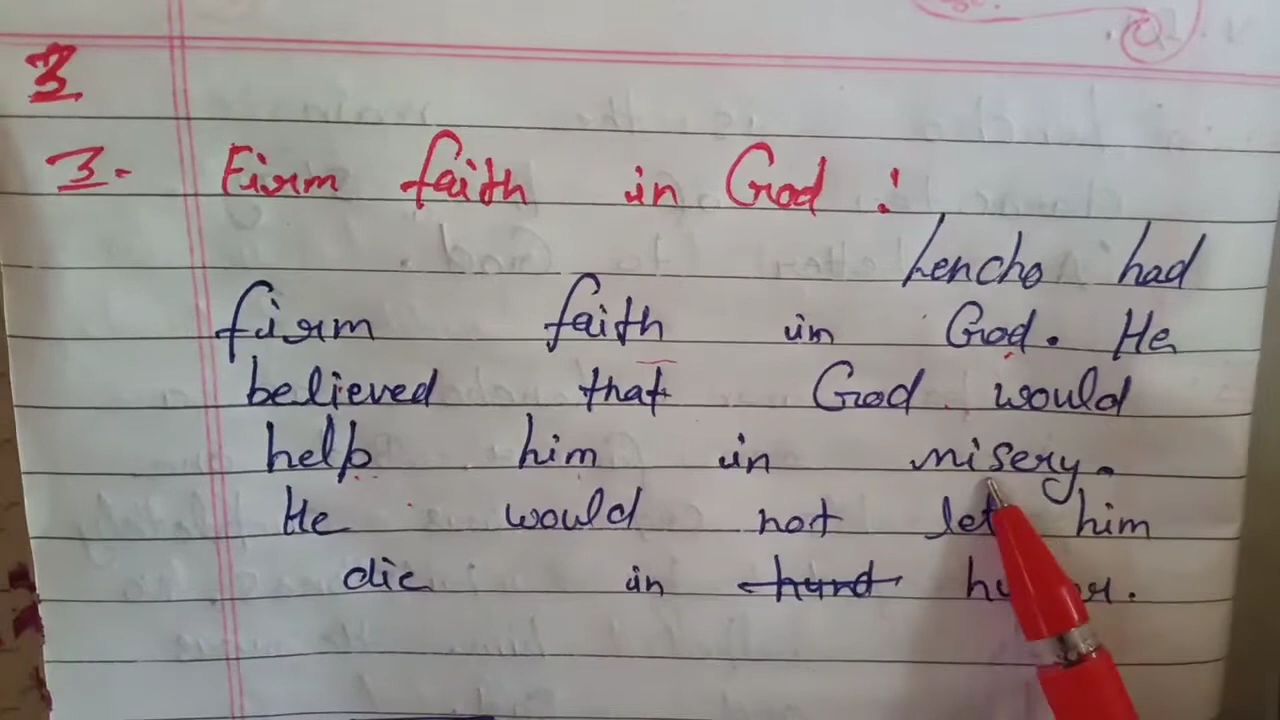 3
3. Firm faith in God :
Lencho had
firm faith in God. He
believed that God would
help him in misery.
He would not let him
die in